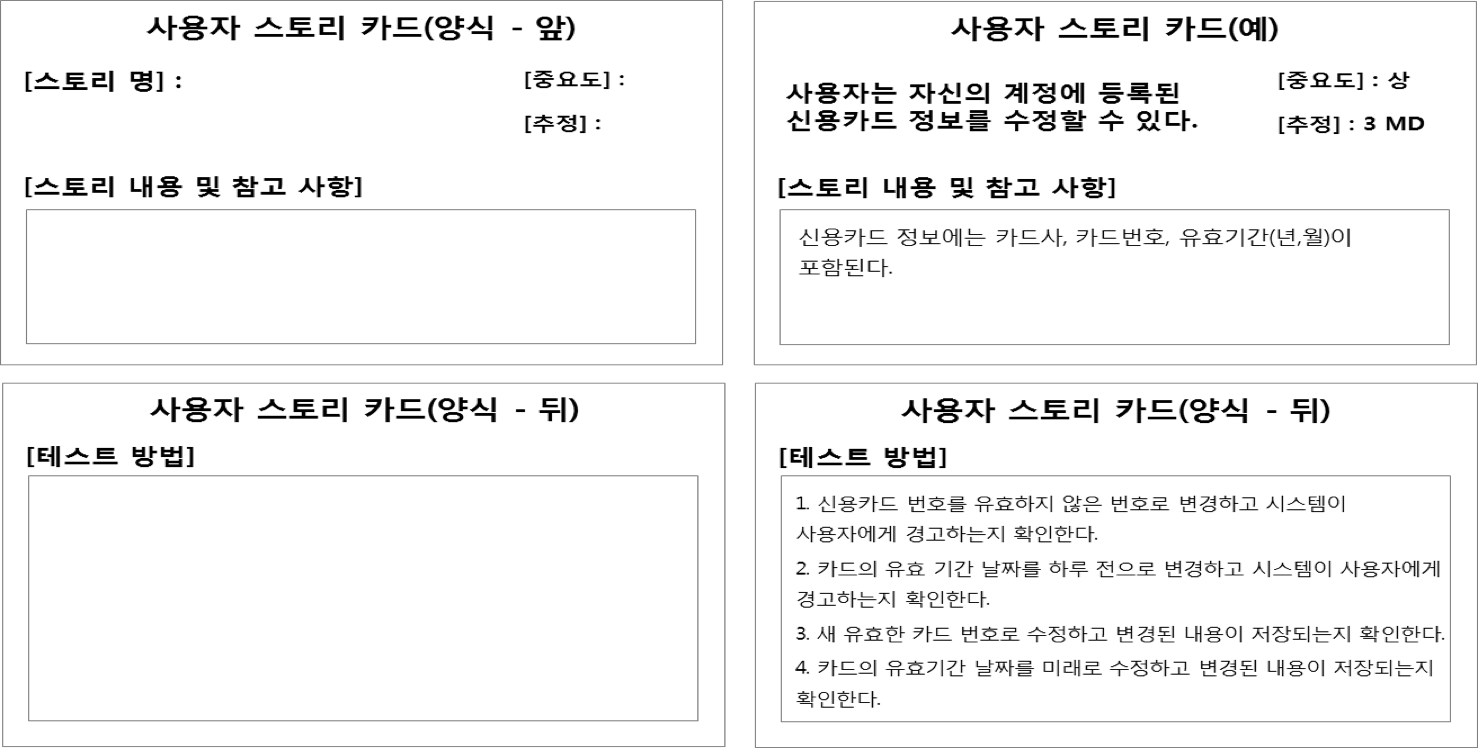 사용자 스토리 카드(양식 - 앞)
[스토리 명] :
[중요도] :
[추정] :
[스토리 내용 및 참고 사항]
사용자 스토리 카드(예)
사용자는 자신의 계정에 등록된
신용카드 정보를 수정할 수 있다.
[중요도] : 상
[추정] : 3 MD
[스토리 내용 및 참고 사항]
신용카드 정보에는 카드사, 카드번호, 유효기간(년,월)이
포함된다.
사용자 스토리 카드(양식 - 뒤)
[테스트 방법]
사용자 스토리 카드(양식 - 뒤)
[테스트 방법]
1. 신용카드 번호를 유효하지 않은 번호로 변경하고 시스템이
사용자에게 경고하는지 확인한다.
2. 카드의 유효 기간 날짜를 하루 전으로 변경하고 시스템이 사용자에게
경고하는지 확인한다.
3. 새 유효한 카드 번호로 수정하고 변경된 내용이 저장되는지 확인한다.
4. 카드의 유효기간 날짜를 미래로 수정하고 변경된 내용이 저장되는지
확인한다.